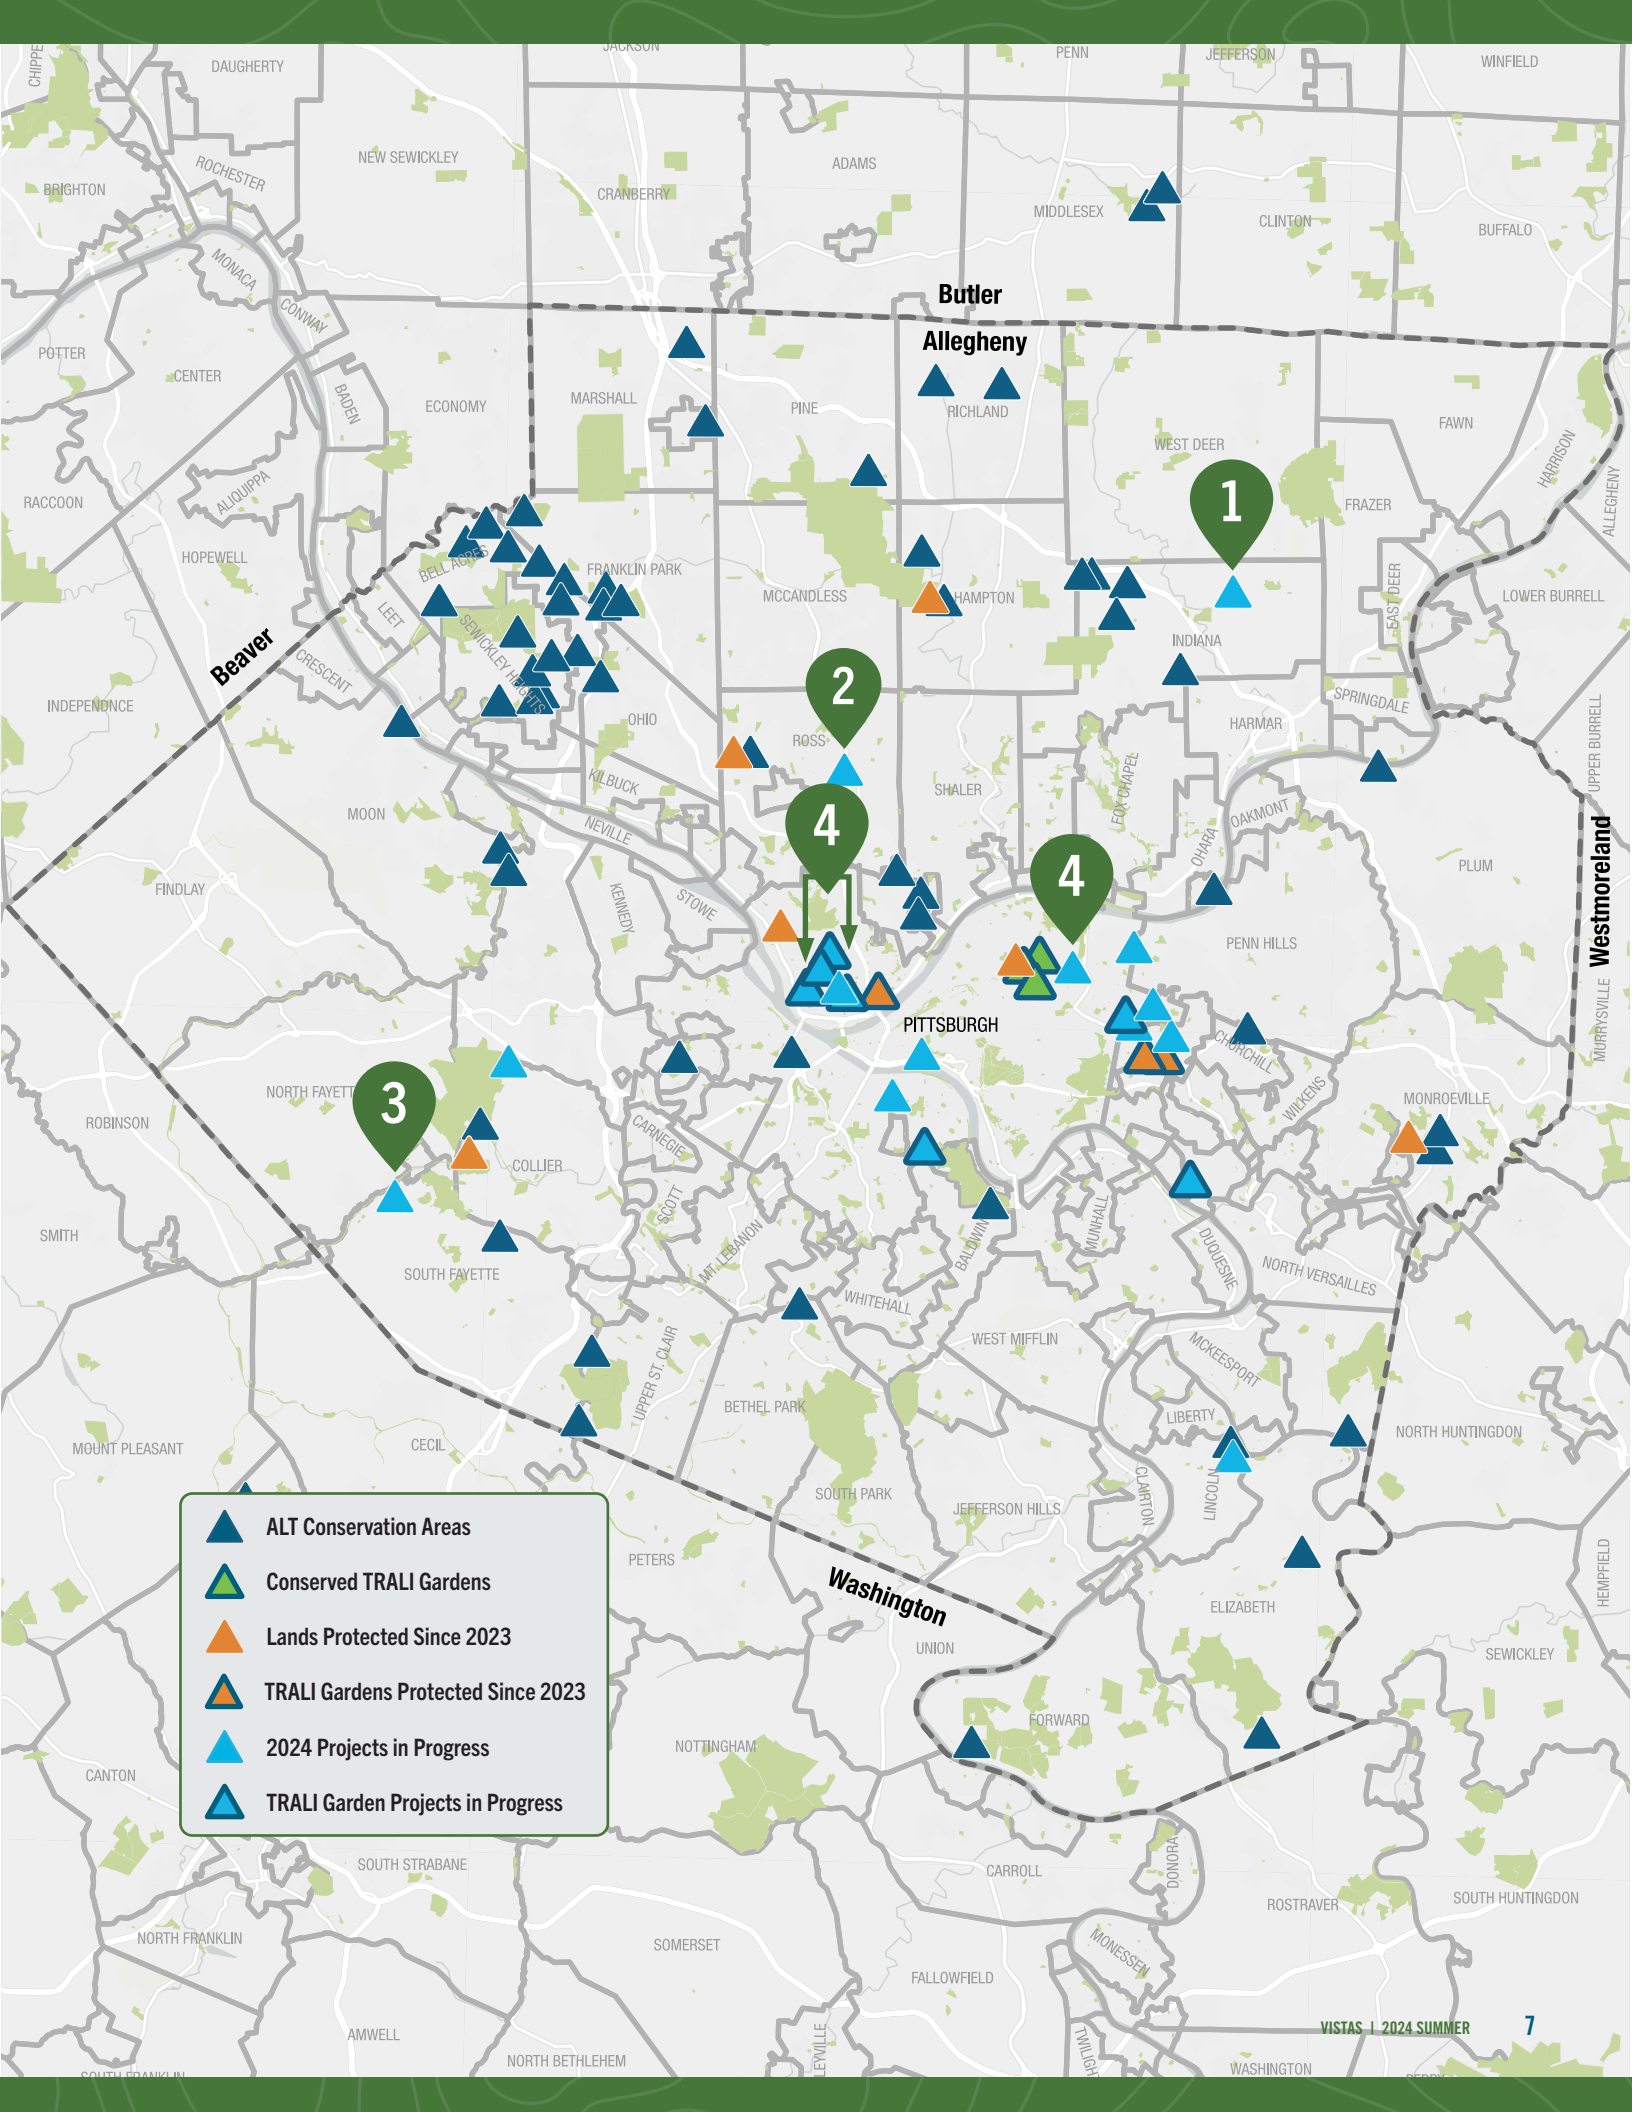 JACKSON
PENN
JEFFERSON
WINFIELD
DAUGHERTY
NEW SEWICKLEY
ROCHESTER
BRIGHTON
CRANBERRY
ADAMS
MIDDLESEX
CLINTON
BUFFALO
MONACA
CONWAY
Butler
Allegheny
POTTER
CENTER
BADEN
ECONOMY
MARSHALL
PINE
RICHLAND
WEST DEER
FAWN
HARRISON
ALLEGHENY
ALIQUIPPA
RACCOON
FRAZER
1
HOPEWELL
BELL ACRES
FRANKLIN PARK
MCCANDLESS
HAMPTON
EAST DEER
LOWER BURRELL
LEET
INDIANA
SEWICKLEY HEIGHTS
Beaver
CRESCENT
2
SPRINGDALE
INDEPENDNCE
OHIO
ROSS
HARMAR
UPPER BURRELL
KILBUCK
SHALER
FOX CHAPEL
MOON
NEVILLE
4
OAKMONT
OHARA
Westmoreland
PLUM
FINDLAY
4
KENNEDY
STOWE
PENN HILLS
PITTSBURGH
MURRYSVILLE
CHURCHILL
NORTH FAYETT
3
WILKENS
MONROEVILLE
ROBINSON
CARNEGIE
COLLIER
SCOTT
MUNHALL
SMITH
MT. LEBANON
BALDWIN
DUQUESNE
SOUTH FAYETTE
NORTH VERSAILLES
WHITEHALL
WEST MIFFLIN
UPPER ST. CLAIR
MCKEESPORT
BETHEL PARK
LIBERTY
NORTH HUNTINGDON
MOUNT PLEASANT
CECIL
SOUTH PARK
CLAIRTON
LINCOLN
JEFFERSON HILLS
ALT Conservation Areas
Conserved TRALI Gardens
Lands Protected Since 2023
TRALI Gardens Protected Since 2023
2024 Projects in Progress
TRALI Garden Projects in Progress
PETERS
HEMPFIELD
Washington
ELIZABETH
UNION
SEWICKLEY
FORWARD
NOTTINGHAM
CANTON
SOUTH STRABANE
CARROLL
DONORA
ROSTRAVER
SOUTH HUNTINGDON
NORTH FRANKLIN
SOMERSET
MONESSEN
FALLOWFIELD
VISTAS | 2024 SUMMER
7
AMWELL
NORTH BETHLEHEM
LEYVILLE
TWILIGH
WASHINGTON
SOUTH FRANKLIN
PERRY